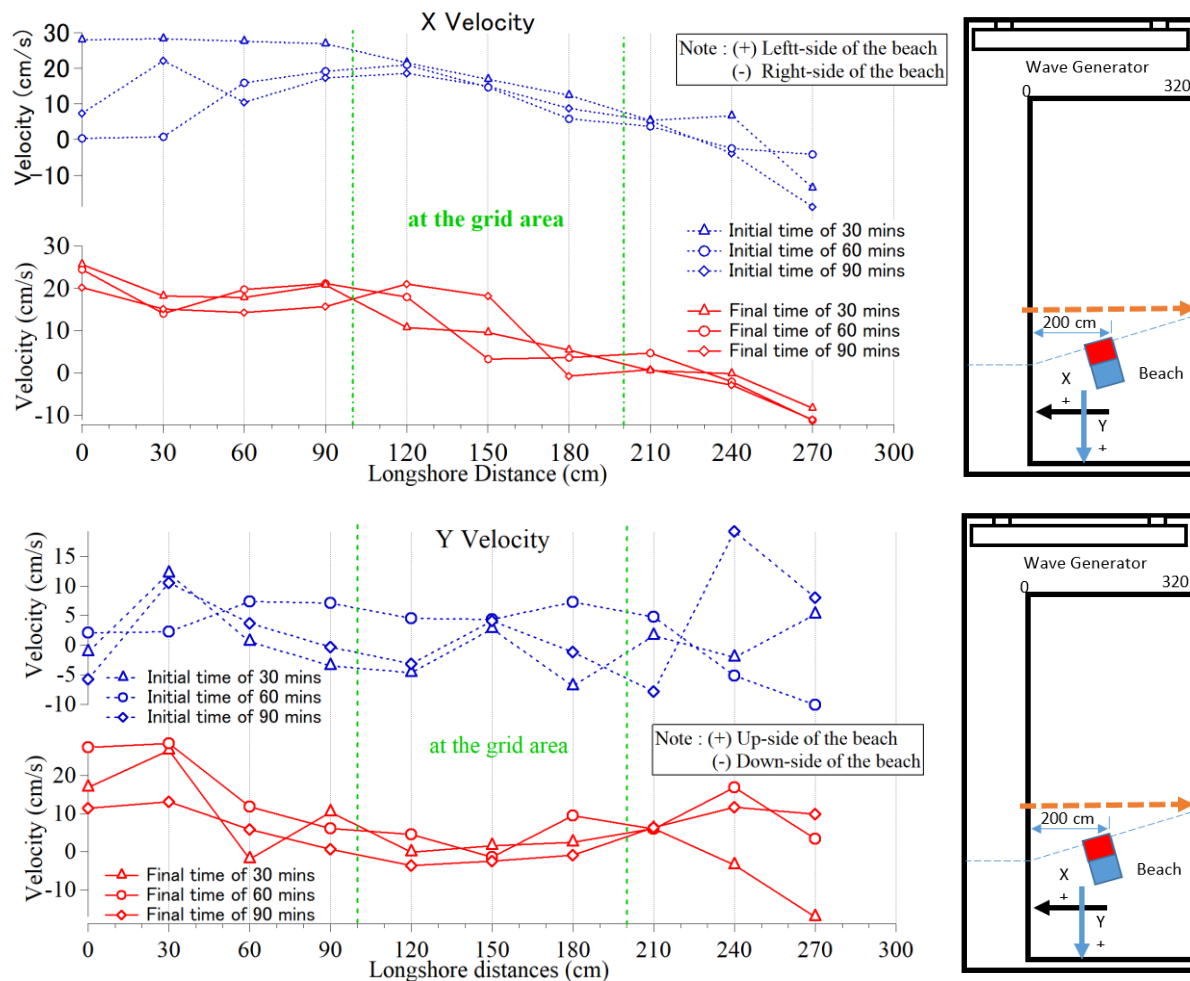 X Velocity
Velocity (cm/s)
30
20
10
0
-10
Note : (+) Leftt-side of the beach
(-) Right-side of the beach
at the grid area
Initial time of 30 mins
Initial time of 60 mins
Initial time of 90 mins
Velocity (cm/s)
30
20
10
0
-10
Final time of 30 mins
Final time of 60 mins
Final time of 90 mins
0 30 60 90 120 150 180 210 240 270 300
Longshore Distance (cm)
Wave Generator
0 320
200 cm
Beach
X
+
Y
+
Y Velocity
Velocity (cm/s)
15
10
5
0
-5
-10
Initial time of 30 mins
Initial time of 60 mins
Initial time of 90 mins
at the grid area
Note : (+) Up-side of the beach
(-) Down-side of the beach
Velocity (cm/s)
20
10
0
-10
Final time of 30 mins
Final time of 60 mins
Final time of 90 mins
0 30 60 90 120 150 180 210 240 270 300
Longshore distances (cm)
Wave Generator
0 320
200 cm
Beach
X
+
Y
+